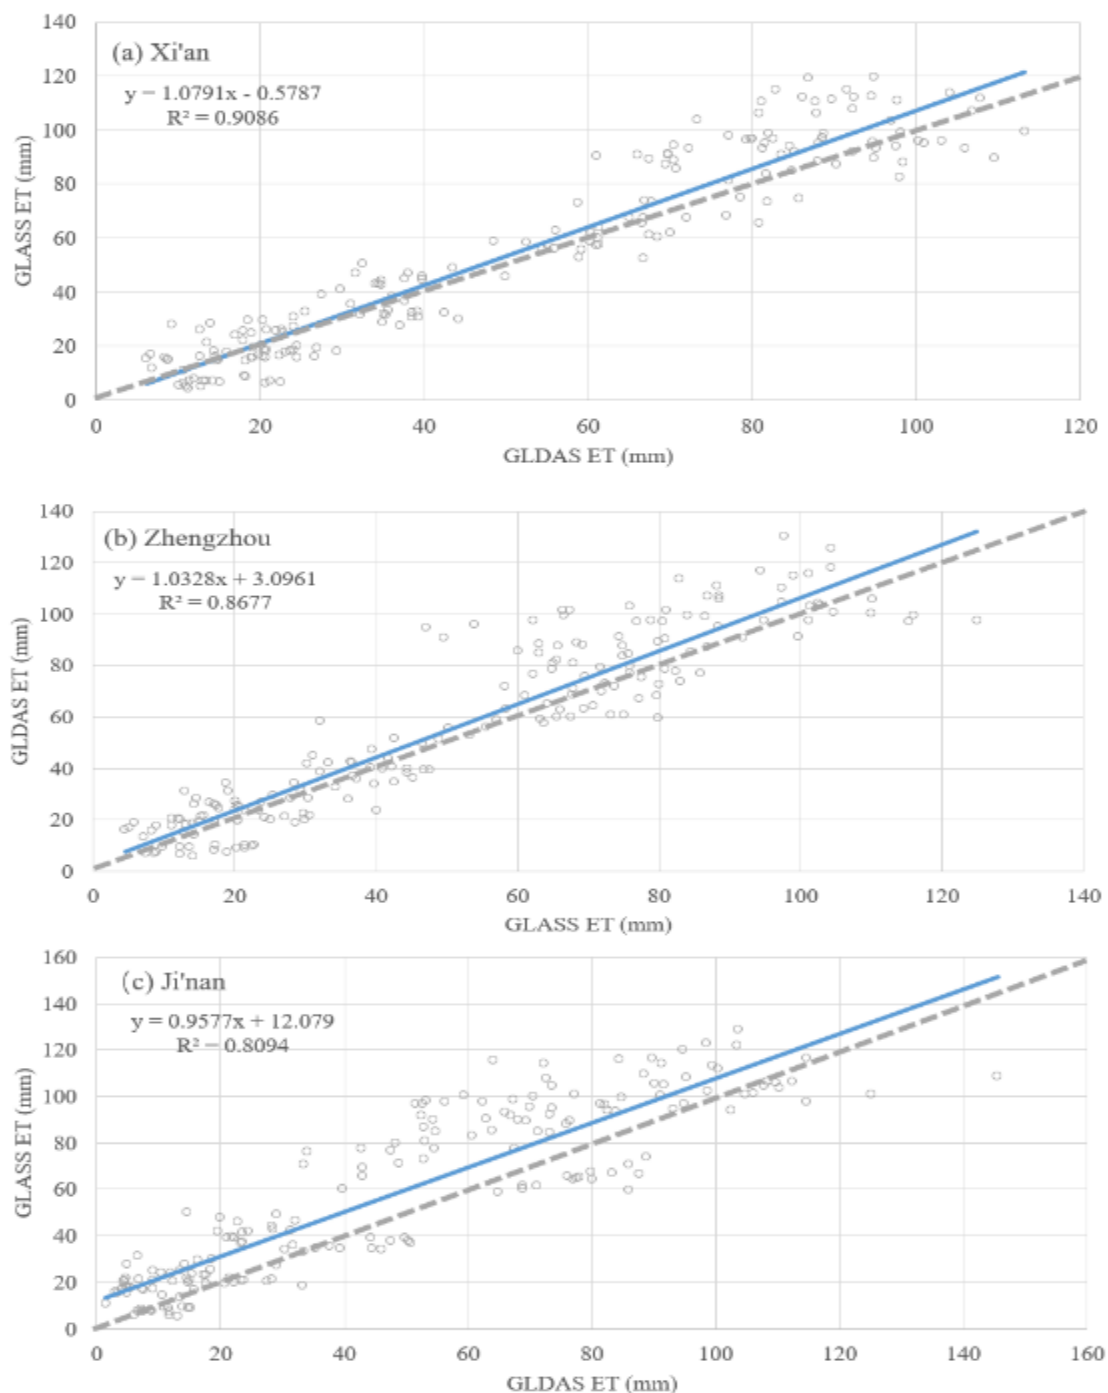 140
(a) Xi'an
120
y = 1.0791x - 0.5787
R² = 0.9086
100
80
60
40
20
0
GLASS ET (mm)
0 20 40 60 80 100 120
GLDAS ET (mm)
140
(b) Zhengzhou
120
y = 1.0328x + 3.0961
R² = 0.8677
100
80
60
40
20
0
GLDAS ET (mm)
0 20 40 60 80 100 120 140
GLASS ET (mm)
160
(c) Ji'nan
140
y = 0.9577x + 12.079
R² = 0.8094
120
100
80
60
40
20
0
GLASS ET (mm)
0 20 40 60 80 100 120 140 160
GLDAS ET (mm)